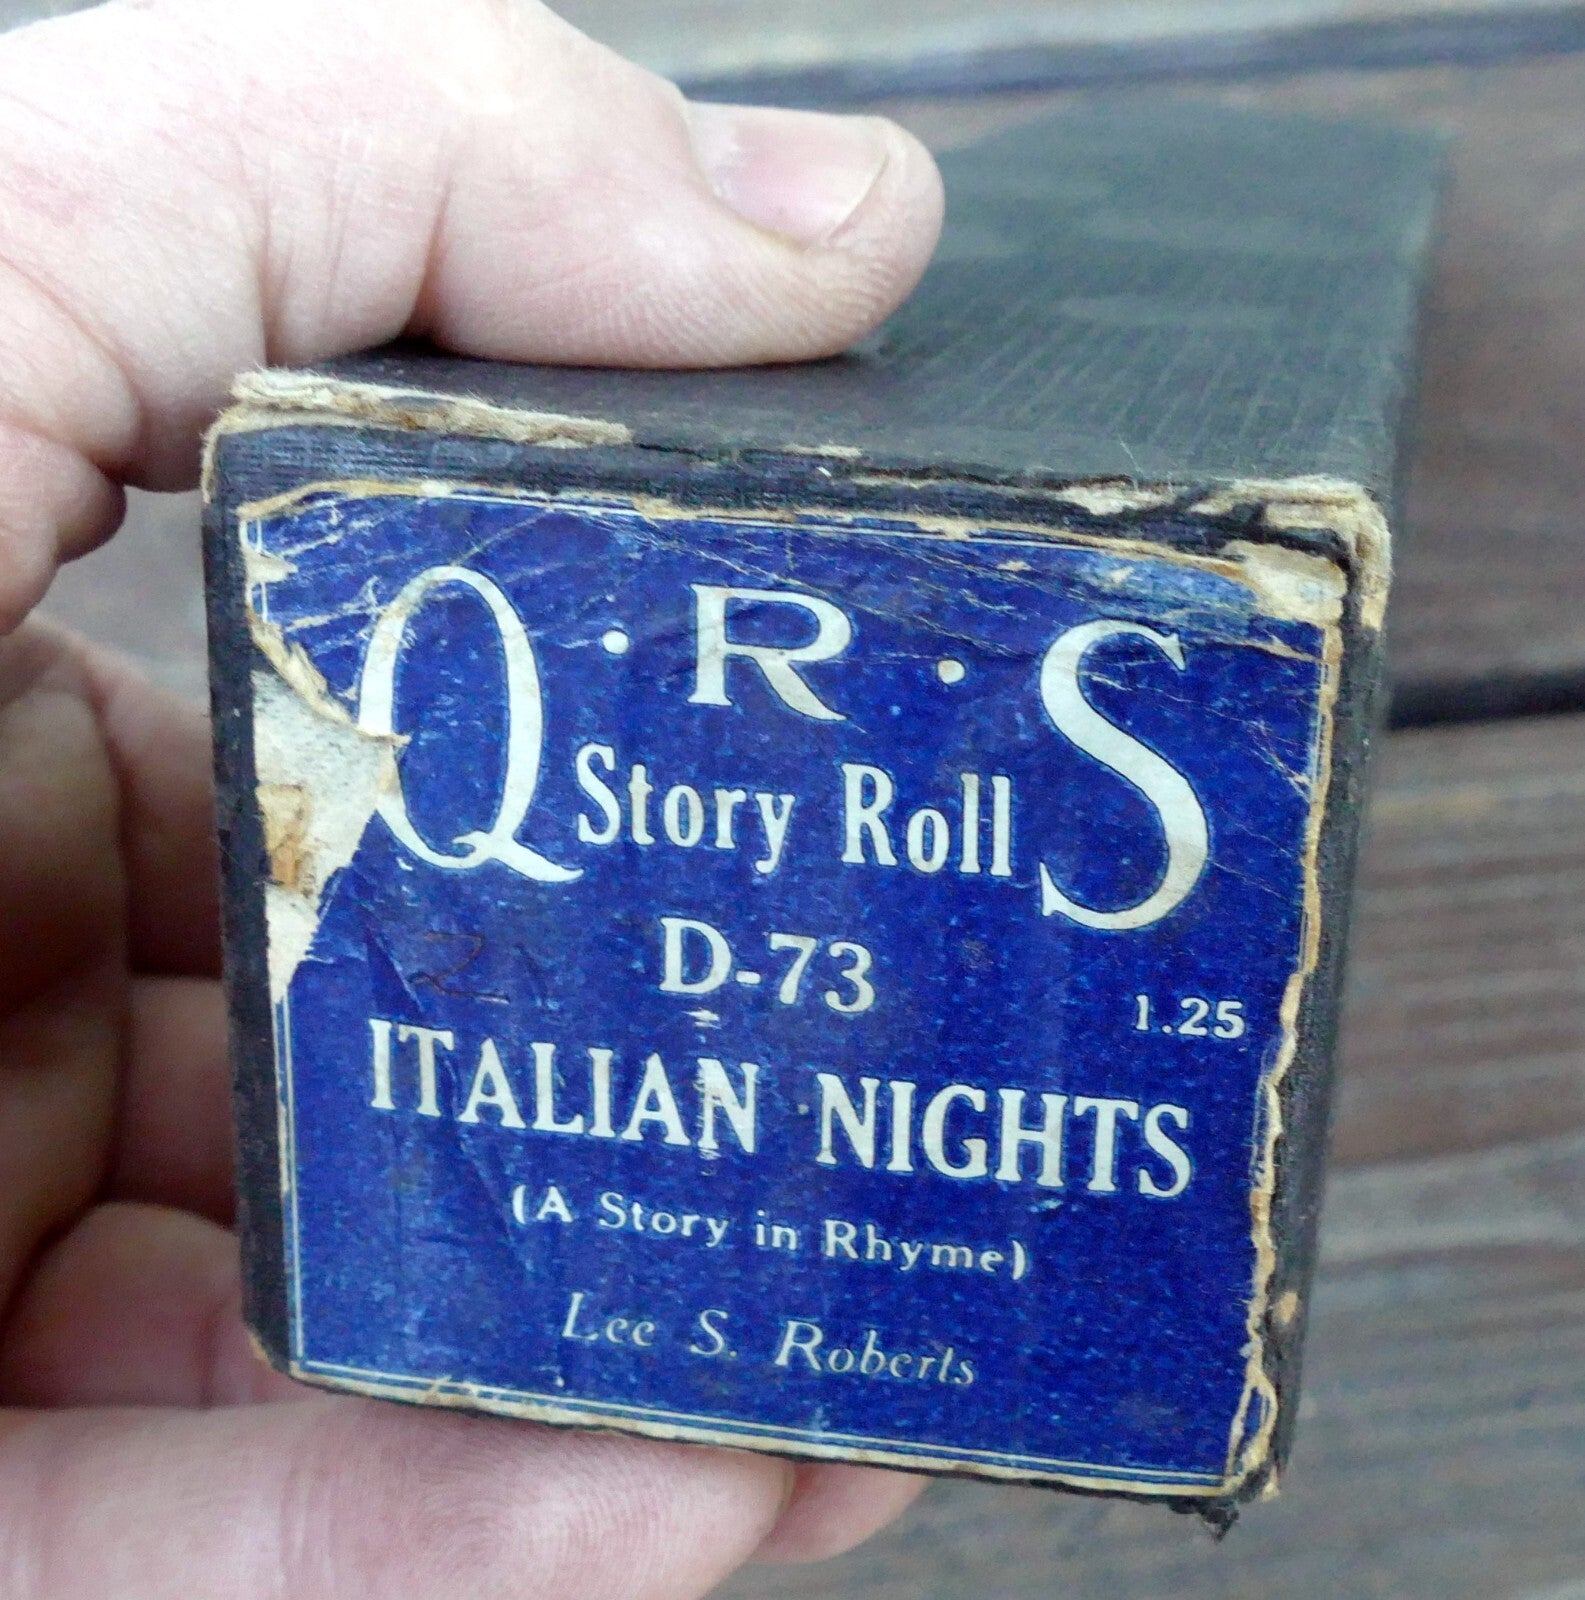 Q·R·S
Story Roll
D-73
1.25
ITALIAN NIGHTS
(A Story in Rhyme)
Lee S. Roberts